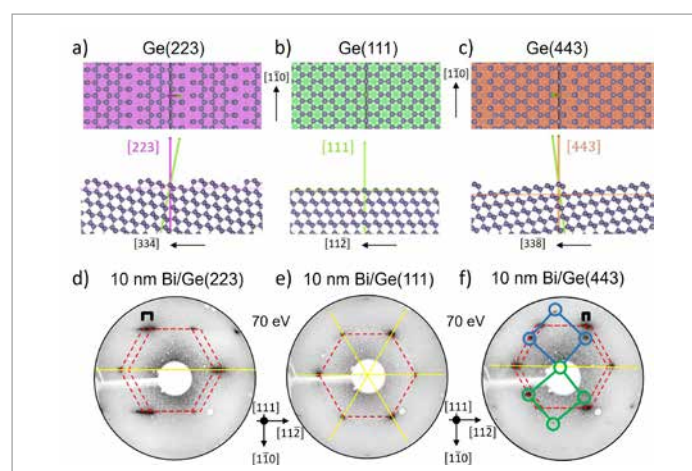 a) Ge(223)
b) Ge(111)
c) Ge(443)
[11̅0]
[11̅0]
[223]
[111]
[443]
[334̅]
[112̅]
[338̅]
d) 10 nm Bi/Ge(223)
e) 10 nm Bi/Ge(111)
f) 10 nm Bi/Ge(443)
70 eV
70 eV
[111]
[112̅]
[11̅0]
[111]
[112̅]
[11̅0]